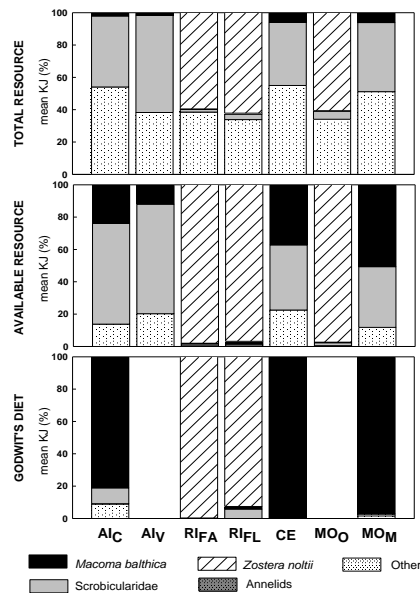 TOTAL RESOURCE
mean KJ (%)
100
80
60
40
20
0
AVAILABLE RESOURCE
mean KJ (%)
100
80
60
40
20
0
GODWIT'S DIET
mean KJ (%)
100
80
60
40
20
0
AIC AIV RIFA RIFL CE MOO MOM
Macoma balthica Zostera noltii Other
Scrobicularidae Annelids